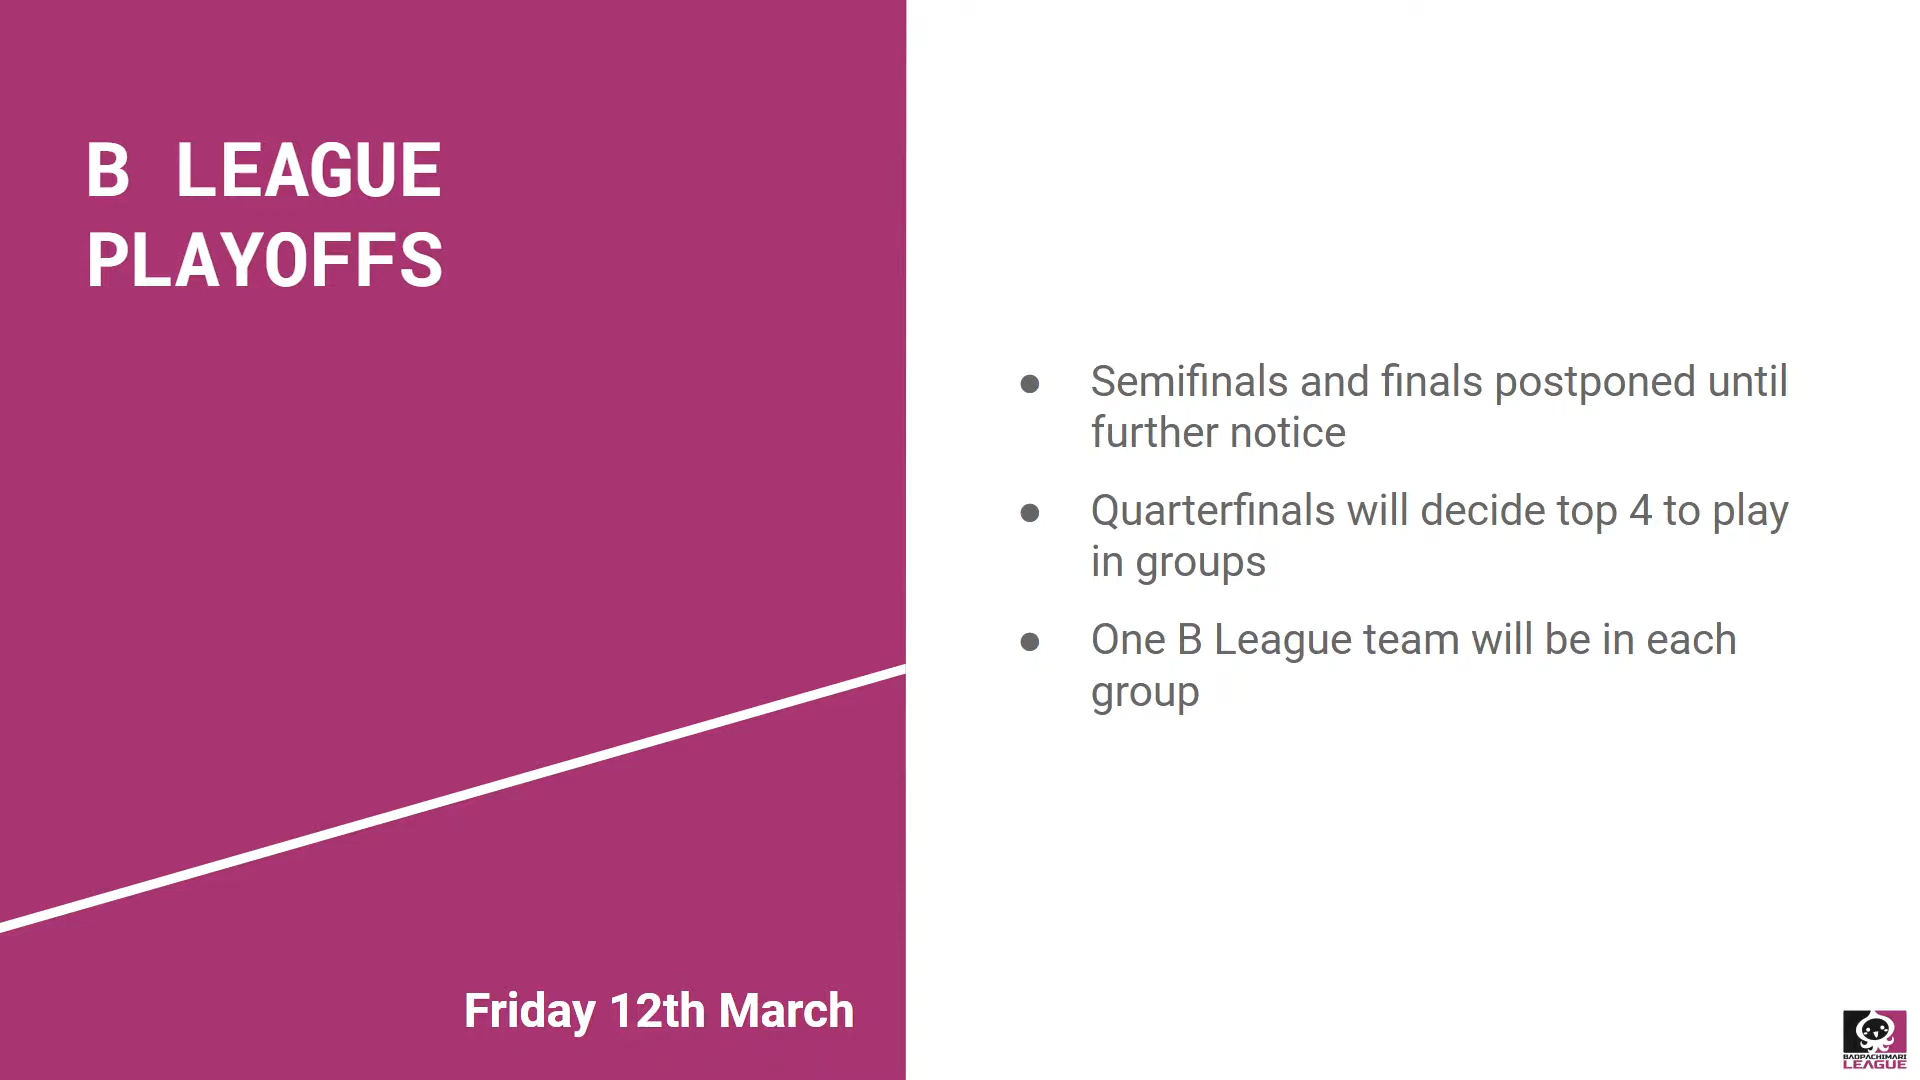 B LEAGUE
PLAYOFFS
● Semifinals and finals postponed until
further notice
● Quarterfinals will decide top 4 to play
in groups
● One B League team will be in each
group
Friday 12th March
BADPACHIMARI
LEAGUE